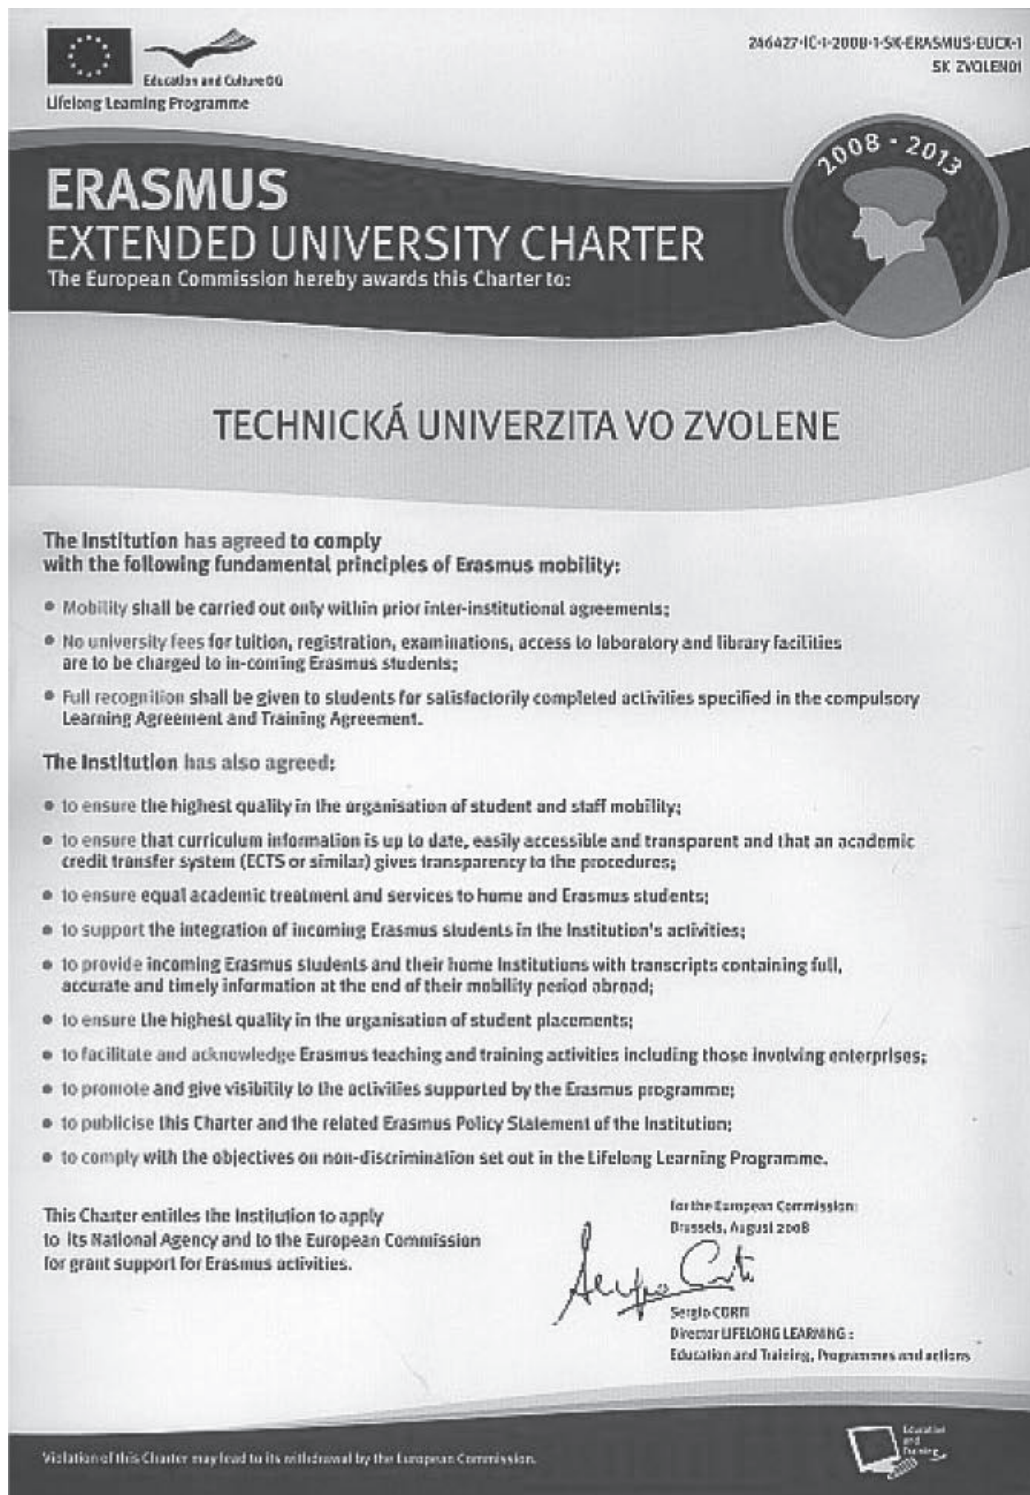 246427-IC-1-2008-1-SK-ERASMUS-EUCX-1
SK ZVOLEN01
Education and Culture DG
Lifelong Learning Programme
2008 - 2013
ERASMUS
EXTENDED UNIVERSITY CHARTER
The European Commission hereby awards this Charter to:
TECHNICKÁ UNIVERZITA VO ZVOLENE
The Institution has agreed to comply
with the following fundamental principles of Erasmus mobility:
• Mobility shall be carried out only within prior inter-institutional agreements;
• No university fees for tuition, registration, examinations, access to laboratory and library facilities
are to be charged to in-coming Erasmus students;
• Full recognition shall be given to students for satisfactorily completed activities specified in the compulsory
Learning Agreement and Training Agreement.
The Institution has also agreed:
• to ensure the highest quality in the organisation of student and staff mobility;
• to ensure that curriculum information is up to date, easily accessible and transparent and that an academic
credit transfer system (ECTS or similar) gives transparency to the procedures;
• to ensure equal academic treatment and services to home and Erasmus students;
• to support the integration of incoming Erasmus students in the Institution's activities;
• to provide incoming Erasmus students and their home Institutions with transcripts containing full,
accurate and timely information at the end of their mobility period abroad;
• to ensure the highest quality in the organisation of student placements;
• to facilitate and acknowledge Erasmus teaching and training activities including those involving enterprises;
• to promote and give visibility to the activities supported by the Erasmus programme;
• to publicise this Charter and the related Erasmus Policy Statement of the Institution;
• to comply with the objectives on non-discrimination set out in the Lifelong Learning Programme.
This Charter entitles the Institution to apply
to its National Agency and to the European Commission
for grant support for Erasmus activities.
for the European Commission:
Brussels, August 2008
Sergio Corti
Sergio CORTI
Director LIFELONG LEARNING :
Education and Training, Programmes and actions
Violation of this Charter may lead to its withdrawal by the European Commission.
Education
and
Training